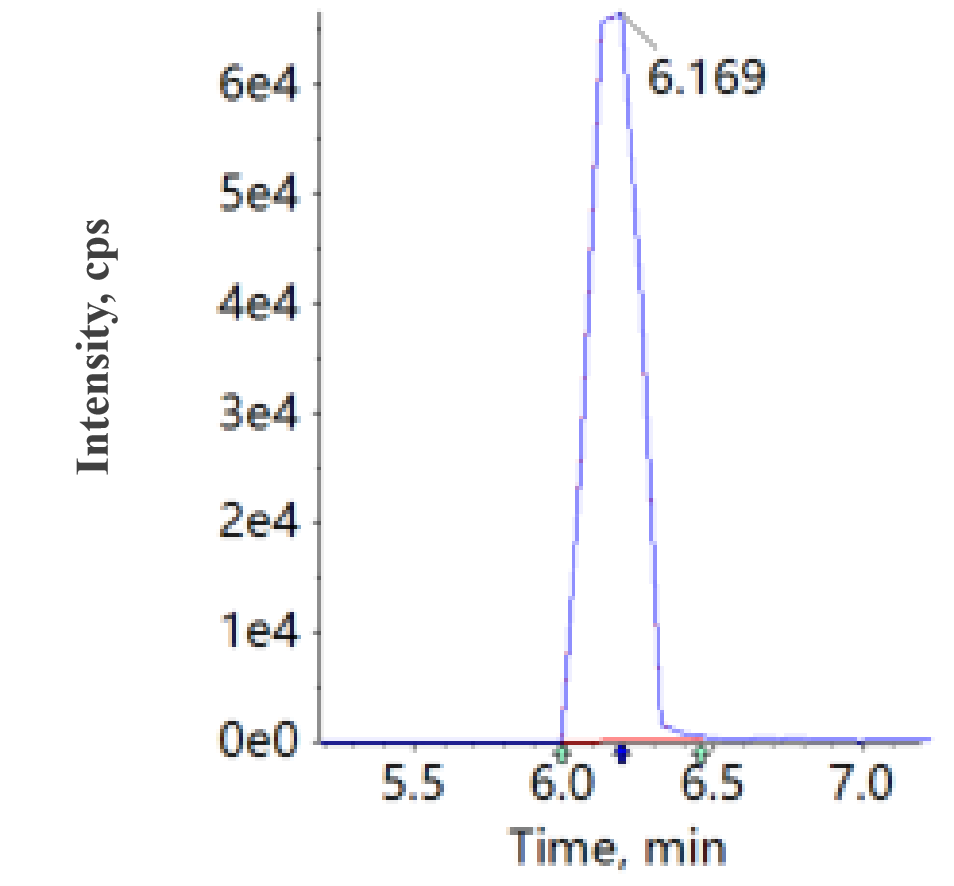 6.169
6e4
5e4
4e4
3e4
2e4
1e4
0e0
Intensity, cps
5.5 6.0 6.5 7.0
Time, min